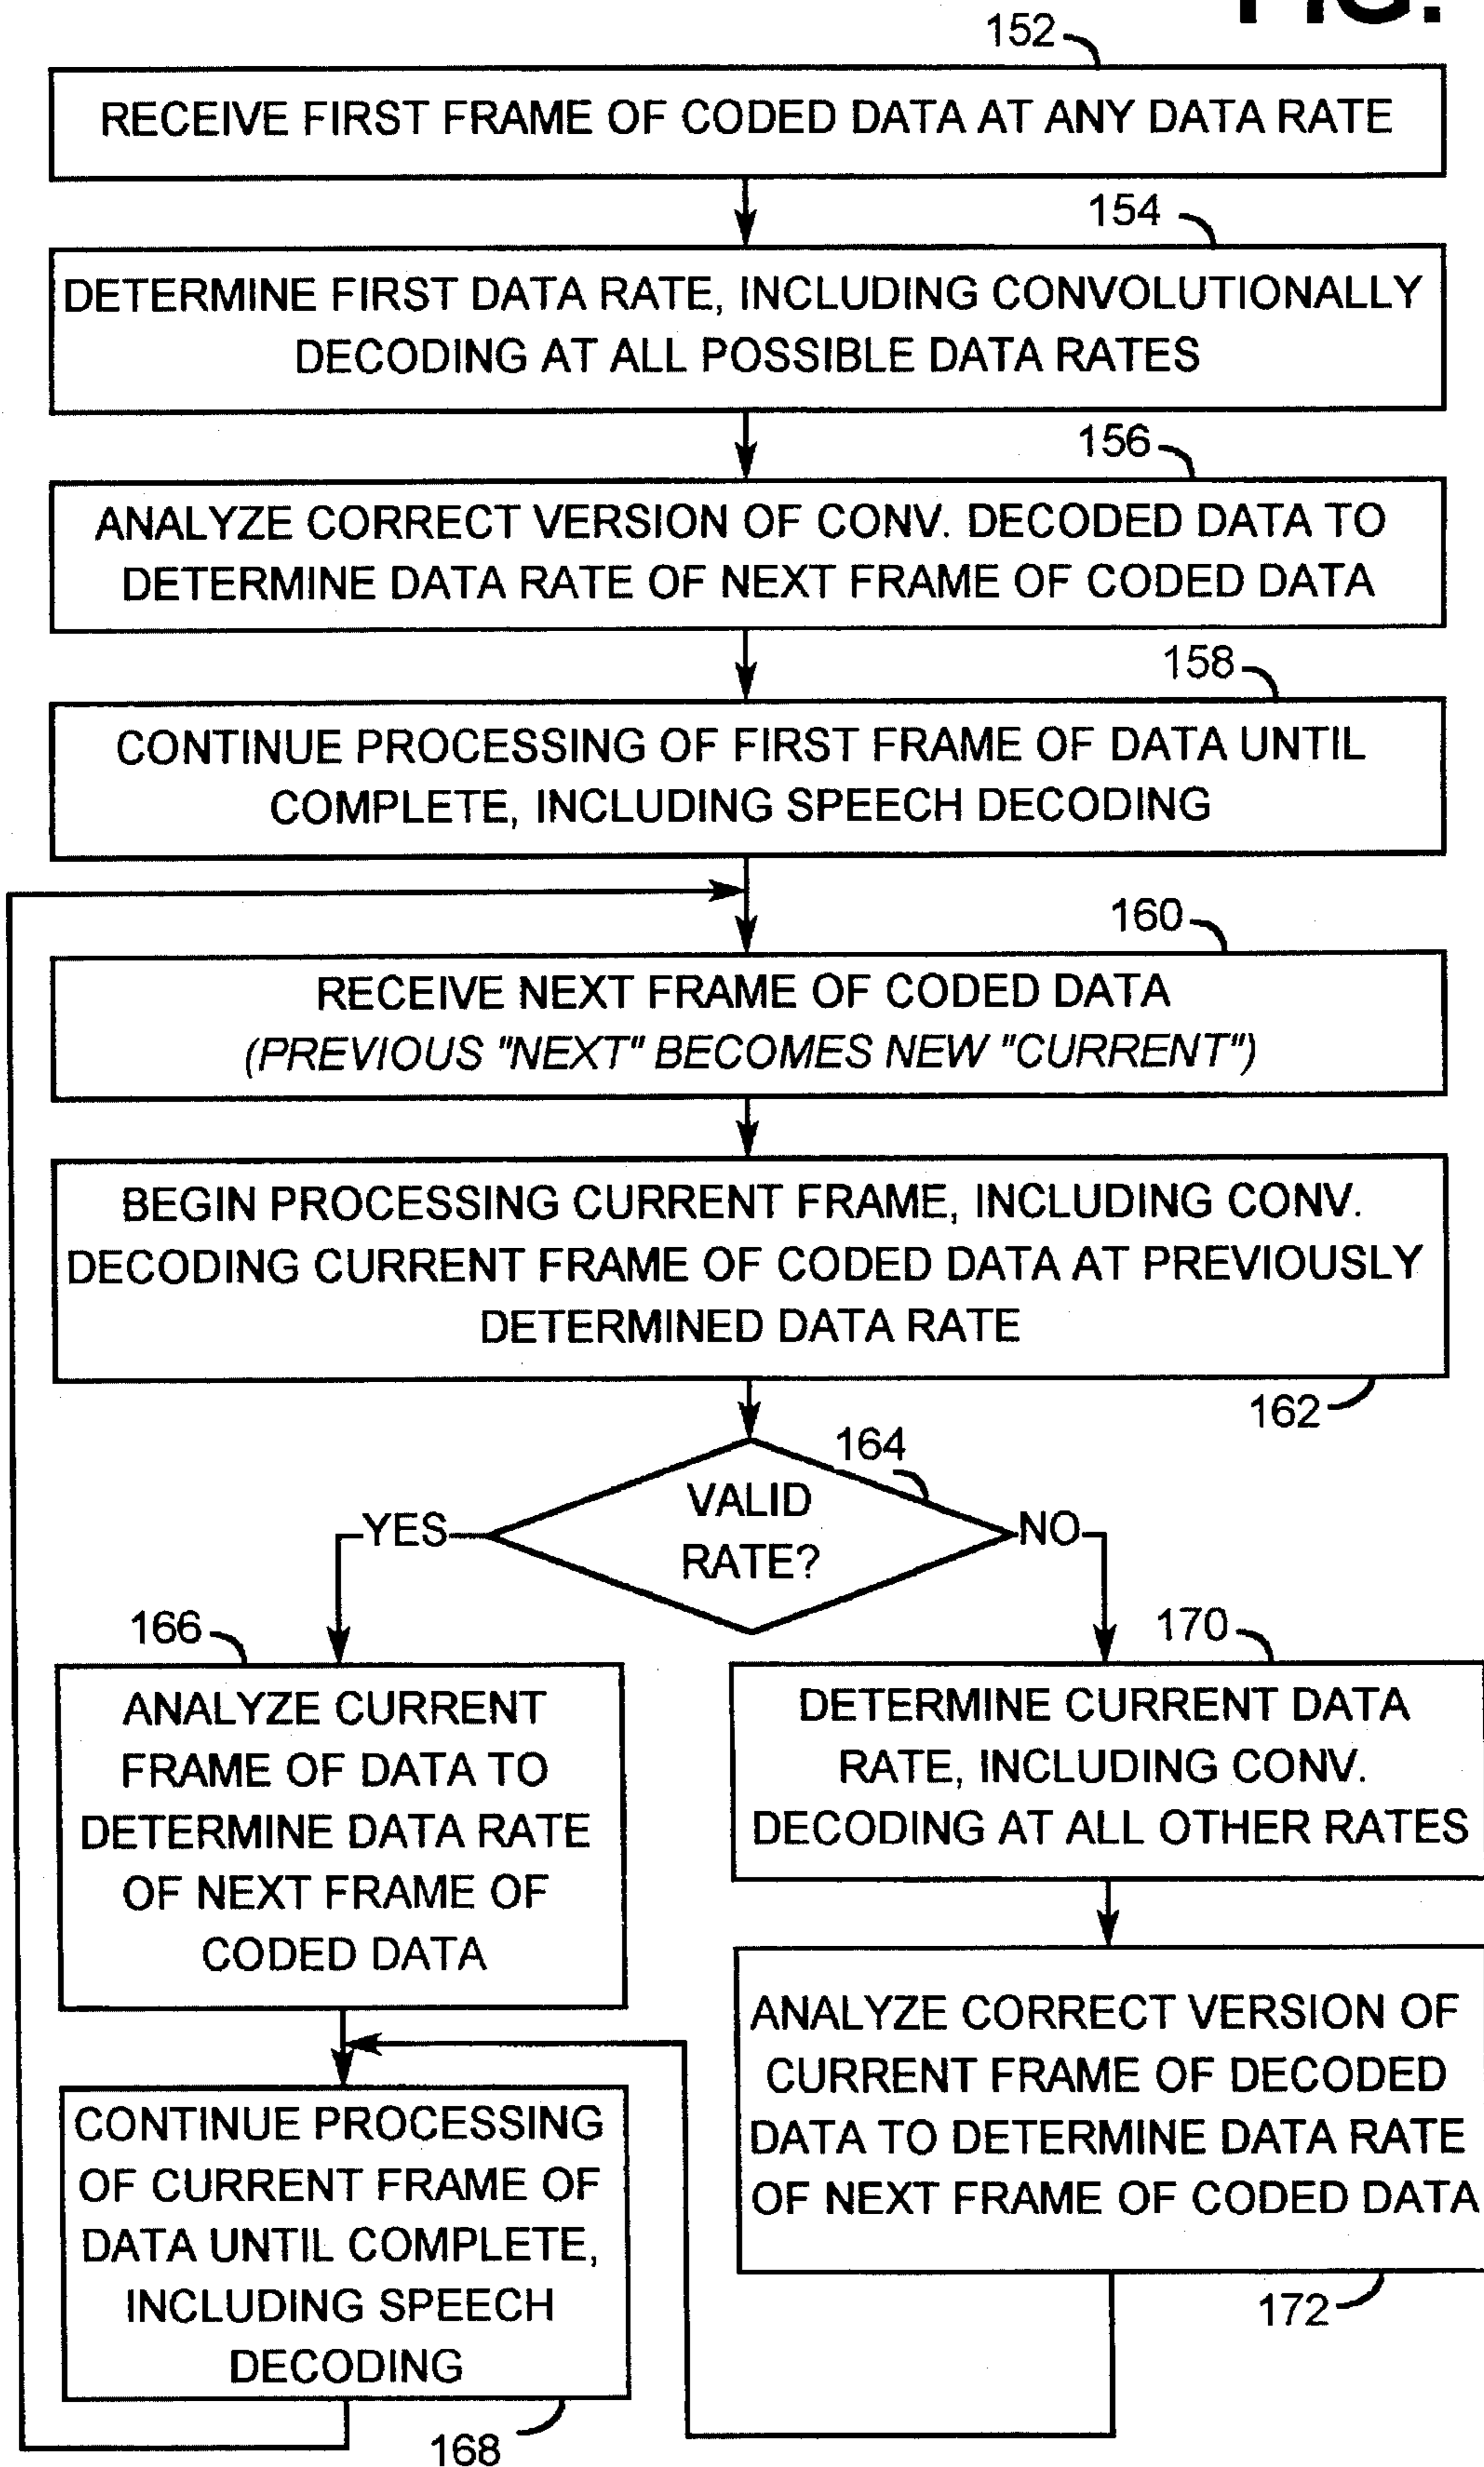 FIG.
152
RECEIVE FIRST FRAME OF CODED DATA AT ANY DATA RATE
154
DETERMINE FIRST DATA RATE, INCLUDING CONVOLUTIONALLY
DECODING AT ALL POSSIBLE DATA RATES
156
ANALYZE CORRECT VERSION OF CONV. DECODED DATA TO
DETERMINE DATA RATE OF NEXT FRAME OF CODED DATA
158
CONTINUE PROCESSING OF FIRST FRAME OF DATA UNTIL
COMPLETE, INCLUDING SPEECH DECODING
160
RECEIVE NEXT FRAME OF CODED DATA
(PREVIOUS "NEXT" BECOMES NEW "CURRENT")
BEGIN PROCESSING CURRENT FRAME, INCLUDING CONV.
DECODING CURRENT FRAME OF CODED DATA AT PREVIOUSLY
DETERMINED DATA RATE
162
164
VALID
RATE?
YES
NO
166
ANALYZE CURRENT
FRAME OF DATA TO
DETERMINE DATA RATE
OF NEXT FRAME OF
CODED DATA
170
DETERMINE CURRENT DATA
RATE, INCLUDING CONV.
DECODING AT ALL OTHER RATES
CONTINUE PROCESSING
OF CURRENT FRAME OF
DATA UNTIL COMPLETE,
INCLUDING SPEECH
DECODING
168
ANALYZE CORRECT VERSION OF
CURRENT FRAME OF DECODED
DATA TO DETERMINE DATA RATE
OF NEXT FRAME OF CODED DATA
172